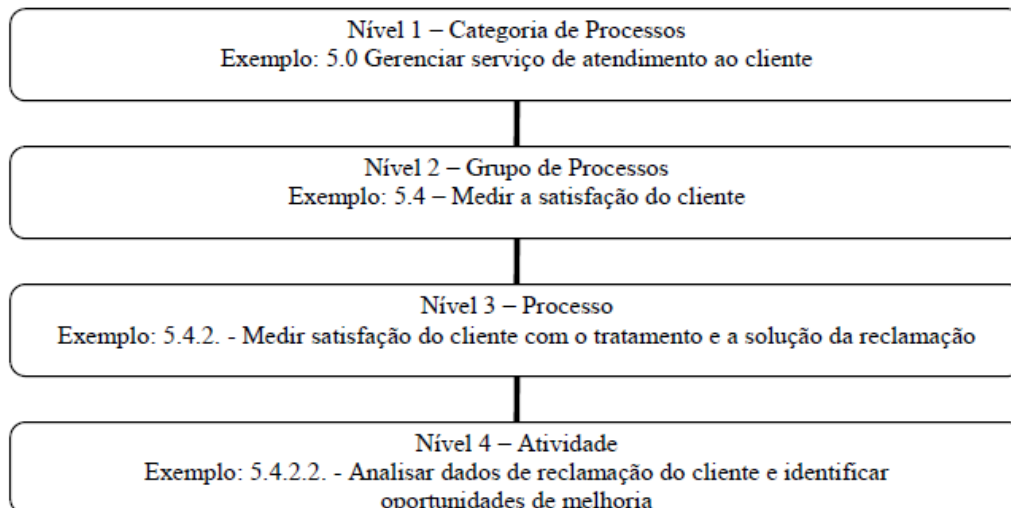 Nível 1 – Categoria de Processos
Exemplo: 5.0 Gerenciar serviço de atendimento ao cliente
Nível 2 – Grupo de Processos
Exemplo: 5.4 – Medir a satisfação do cliente
Nível 3 – Processo
Exemplo: 5.4.2. - Medir satisfação do cliente com o tratamento e a solução da reclamação
Nível 4 – Atividade
Exemplo: 5.4.2.2. - Analisar dados de reclamação do cliente e identificar
oportunidades de melhoria